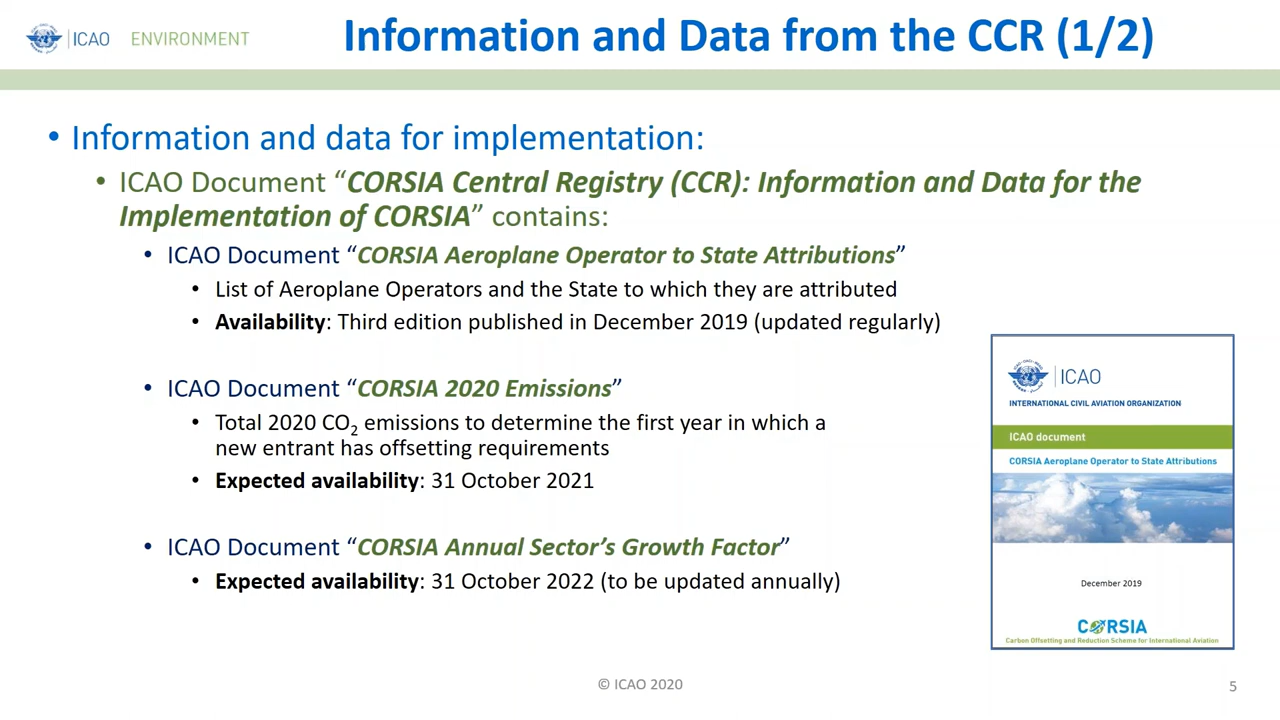 ICAO ENVIRONMENT
Information and Data from the CCR (1/2)
• Information and data for implementation:
• ICAO Document “CORSIA Central Registry (CCR): Information and Data for the
Implementation of CORSIA” contains:
• ICAO Document “CORSIA Aeroplane Operator to State Attributions”
• List of Aeroplane Operators and the State to which they are attributed
• Availability: Third edition published in December 2019 (updated regularly)
• ICAO Document “CORSIA 2020 Emissions”
• Total 2020 CO₂ emissions to determine the first year in which a
new entrant has offsetting requirements
• Expected availability: 31 October 2021
• ICAO Document “CORSIA Annual Sector’s Growth Factor”
• Expected availability: 31 October 2022 (to be updated annually)
ICAO
INTERNATIONAL CIVIL AVIATION ORGANIZATION
ICAO document
CORSIA Aeroplane Operator to State Attributions
December 2019
CORSIA
Carbon Offsetting and Reduction Scheme for International Aviation
© ICAO 2020
5